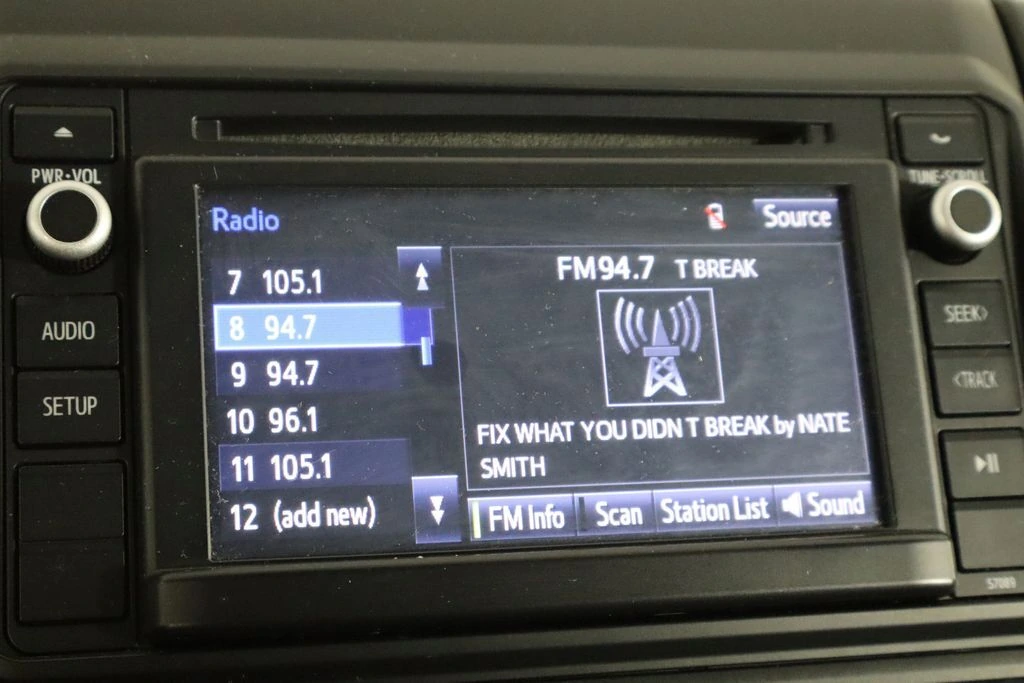 PWR•VOL
AUDIO
SETUP
Radio
Source
7 105.1
8 94.7
9 94.7
10 96.1
11 105.1
12 (add new)
FM94.7 T BREAK
FIX WHAT YOU DIDN T BREAK by NATE
SMITH
FM Info
Scan
Station List
Sound
TUNE•SCROLL
SEEK>
<TRACK
57089